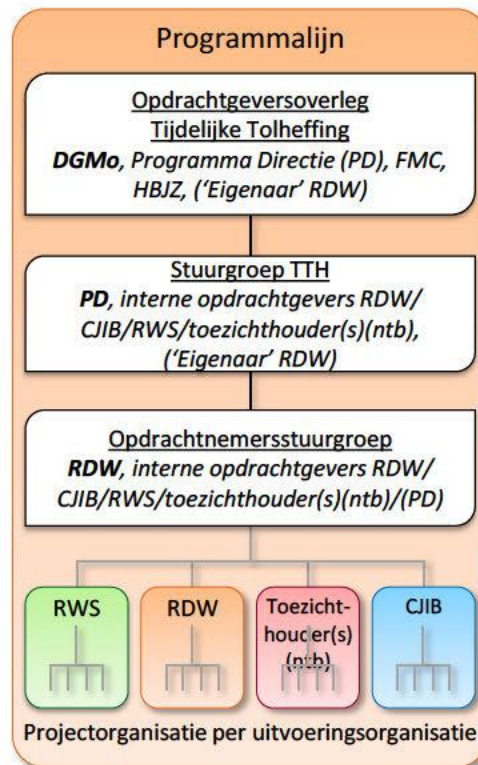 Programmalijn
Opdrachtgeversoverleg
Tijdelijke Tolheffing
DGMo, Programma Directie (PD), FMC,
HBJZ, ('Eigenaar' RDW)
Stuurgroep TTH
PD, interne opdrachtgevers RDW/
CJIB/RWS/toezichthouder(s)(ntb),
('Eigenaar' RDW)
Opdrachtnemersstuurgroep
RDW, interne opdrachtgevers RDW/
CJIB/RWS/toezichthouder(s)(ntb)/(PD)
RWS
RDW
Toezicht-
houder(s)
(ntb)
CJIB
Projectorganisatie per uitvoeringsorganisatie